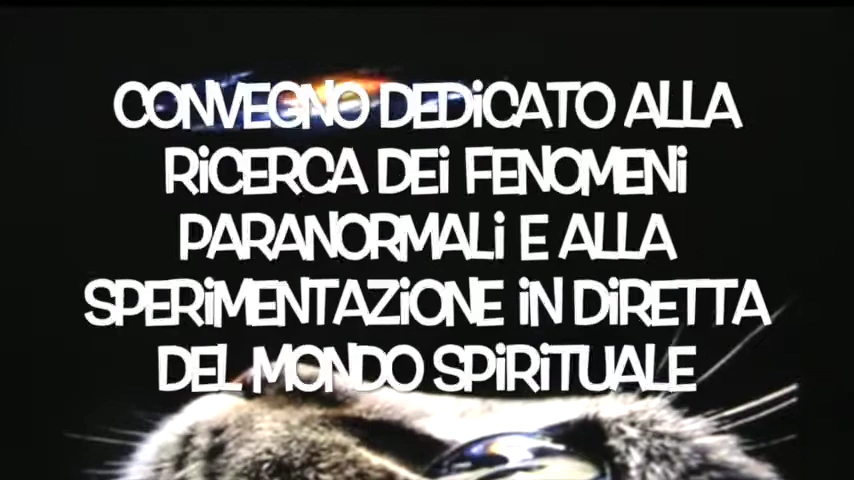 CONVEGNO DEDiCATO ALLA
RiCERCA DEi FENOMENi
PARANORMALi E ALLA
SPERiMENTAZiONE iN DiRETTA
DEL MONDO SPiRiTUALE